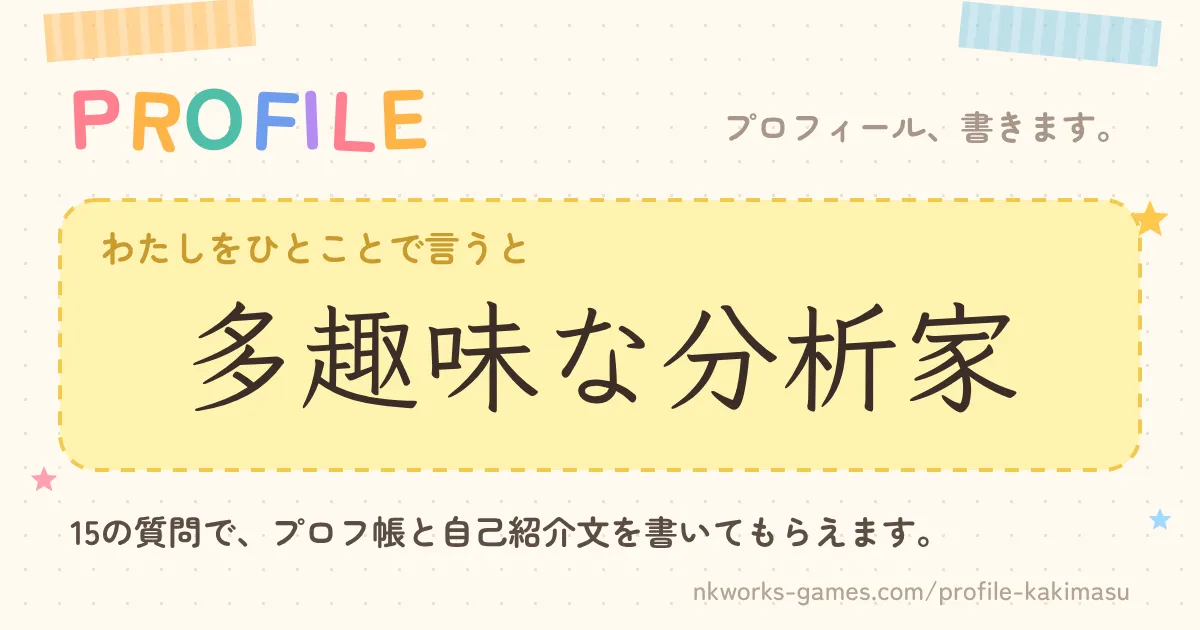 PROFILE
プロフィール、書きます。
わたしをひとことで言うと
多趣味な分析家
15の質問で、プロフ帳と自己紹介文を書いてもらえます。
nkworks-games.com/profile-kakimasu